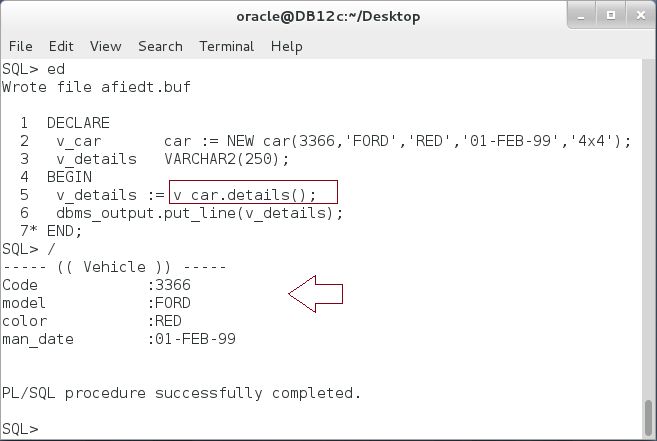 oracle@DB12c:~/Desktop
File Edit View Search Terminal Help
SQL> ed
Wrote file afiedt.buf
1 DECLARE
2 v_car car := NEW car(3366,'FORD','RED','01-FEB-99','4x4');
3 v_details VARCHAR2(250);
4 BEGIN
5 v_details := v_car.details();
6 dbms_output.put_line(v_details);
7* END;
SQL> /
----- (( Vehicle )) -----
Code :3366
model :FORD
color :RED
man_date :01-FEB-99
PL/SQL procedure successfully completed.
SQL>